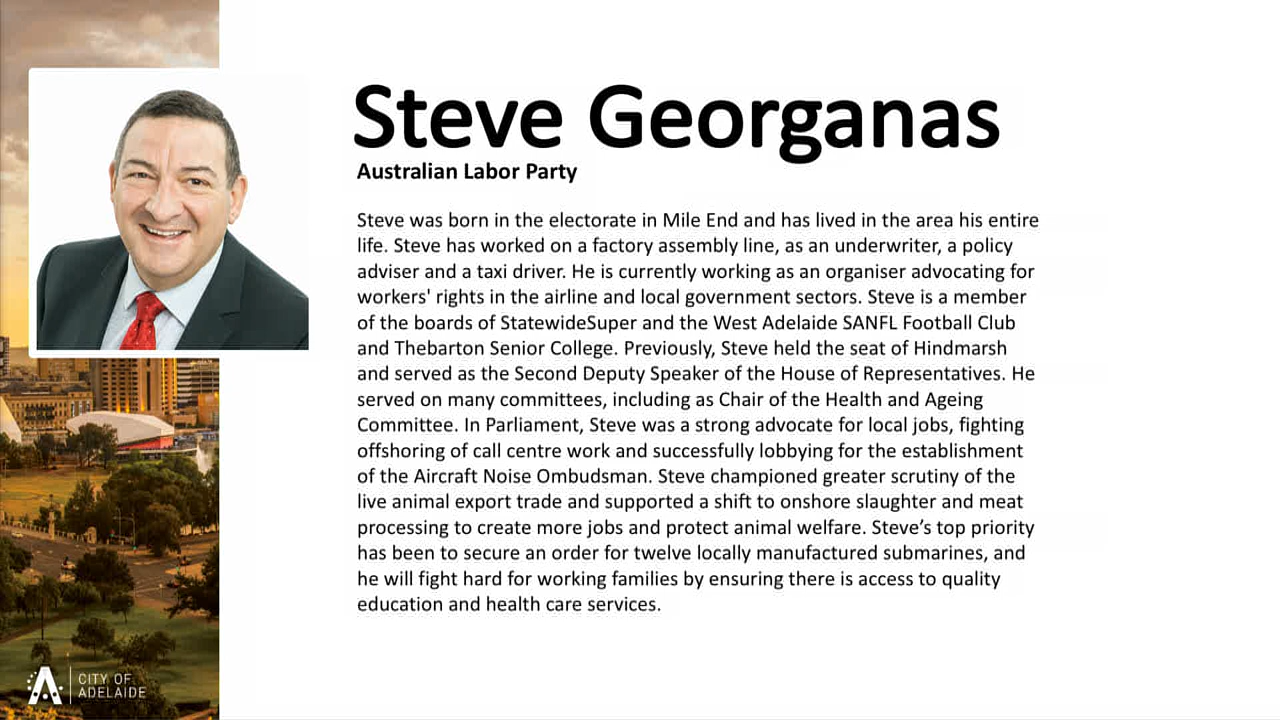 Steve Georganas
Australian Labor Party
Steve was born in the electorate in Mile End and has lived in the area his entire
life. Steve has worked on a factory assembly line, as an underwriter, a policy
adviser and a taxi driver. He is currently working as an organiser advocating for
workers' rights in the airline and local government sectors. Steve is a member
of the boards of StatewideSuper and the West Adelaide SANFL Football Club
and Thebarton Senior College. Previously, Steve held the seat of Hindmarsh
and served as the Second Deputy Speaker of the House of Representatives. He
served on many committees, including as Chair of the Health and Ageing
Committee. In Parliament, Steve was a strong advocate for local jobs, fighting
offshoring of call centre work and successfully lobbying for the establishment
of the Aircraft Noise Ombudsman. Steve championed greater scrutiny of the
live animal export trade and supported a shift to onshore slaughter and meat
processing to create more jobs and protect animal welfare. Steve’s top priority
has been to secure an order for twelve locally manufactured submarines, and
he will fight hard for working families by ensuring there is access to quality
education and health care services.
CITY OF
ADELAIDE